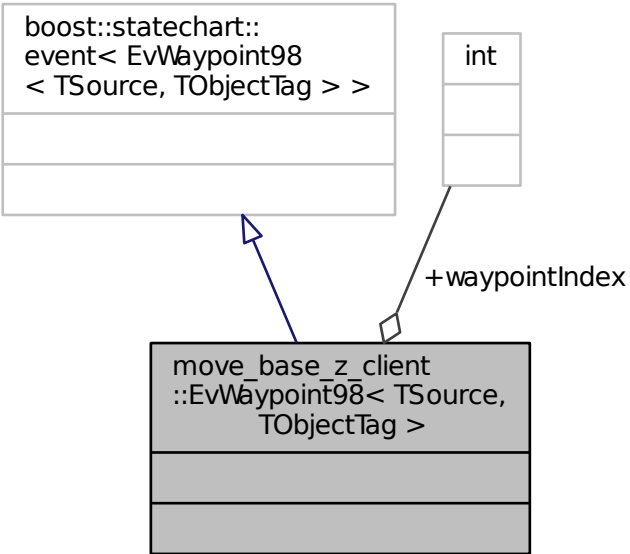 boost::statechart::
event< EvWaypoint98
< TSource, TObjectTag > >
int
+waypointIndex
move_base_z_client
::EvWaypoint98< TSource,
TObjectTag >